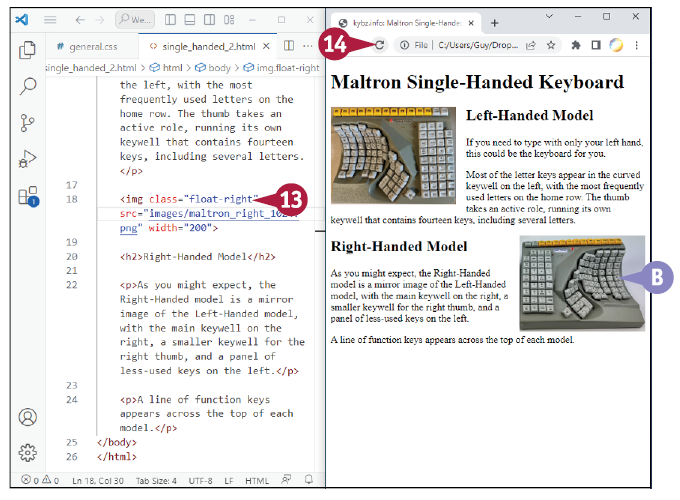 We...
general.css
single_handed_2.html
single_handed_2.html > html > body > img.float-right
the left, with the most
frequently used letters on the
home row. The thumb takes an
active role, running its own
keywell that contains fourteen
keys, including several letters.
</p>
17
18 <img class="float-right"
src="images/maltron_right_102
png" width="200">
19
20 <h2>Right-Handed Model</h2>
21
22 <p>As you might expect, the
Right-Handed model is a mirror
image of the Left-Handed model,
with the main keywell on the
right, a smaller keywell for the
right thumb, and a panel of
less-used keys on the left.</p>
23
24 <p>A line of function keys
appears across the top of each
model.</p>
25 </body>
26 </html>
1
0 0 Ln 18, Col 30 Tab Size: 4 UTF-8 LF HTML
13
kybz.info: Maltron Single-Hande
14
File | C:/Users/Guy/Drop...
Maltron Single-Handed Keyboard
Left-Handed Model
If you need to type with only your left hand,
this could be the keyboard for you.
Most of the letter keys appear in the curved
keywell on the left, with the most frequently
used letters on the home row. The thumb
takes an active role, running its own
keywell that contains fourteen keys, including several letters.
Right-Handed Model
As you might expect, the Right-Handed
model is a mirror image of the Left-Handed
model, with the main keywell on the right, a
smaller keywell for the right thumb, and a
panel of less-used keys on the left.
A line of function keys appears across the top of each model.
B